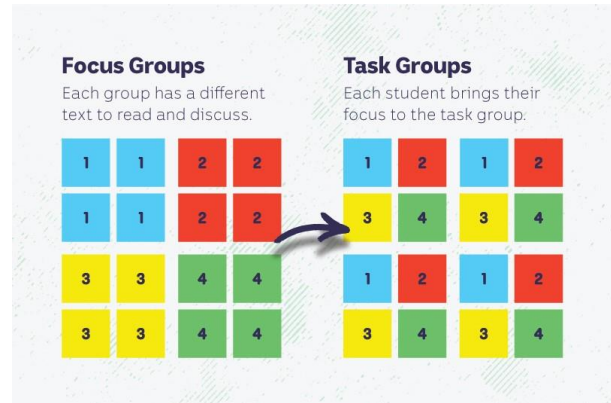 Focus Groups
Each group has a different
text to read and discuss.
1 1 2 2
1 1 2 2
3 3 4 4
3 3 4 4
Task Groups
Each student brings their
focus to the task group.
1 2 1 2
3 4 3 4
1 2 1 2
3 4 3 4